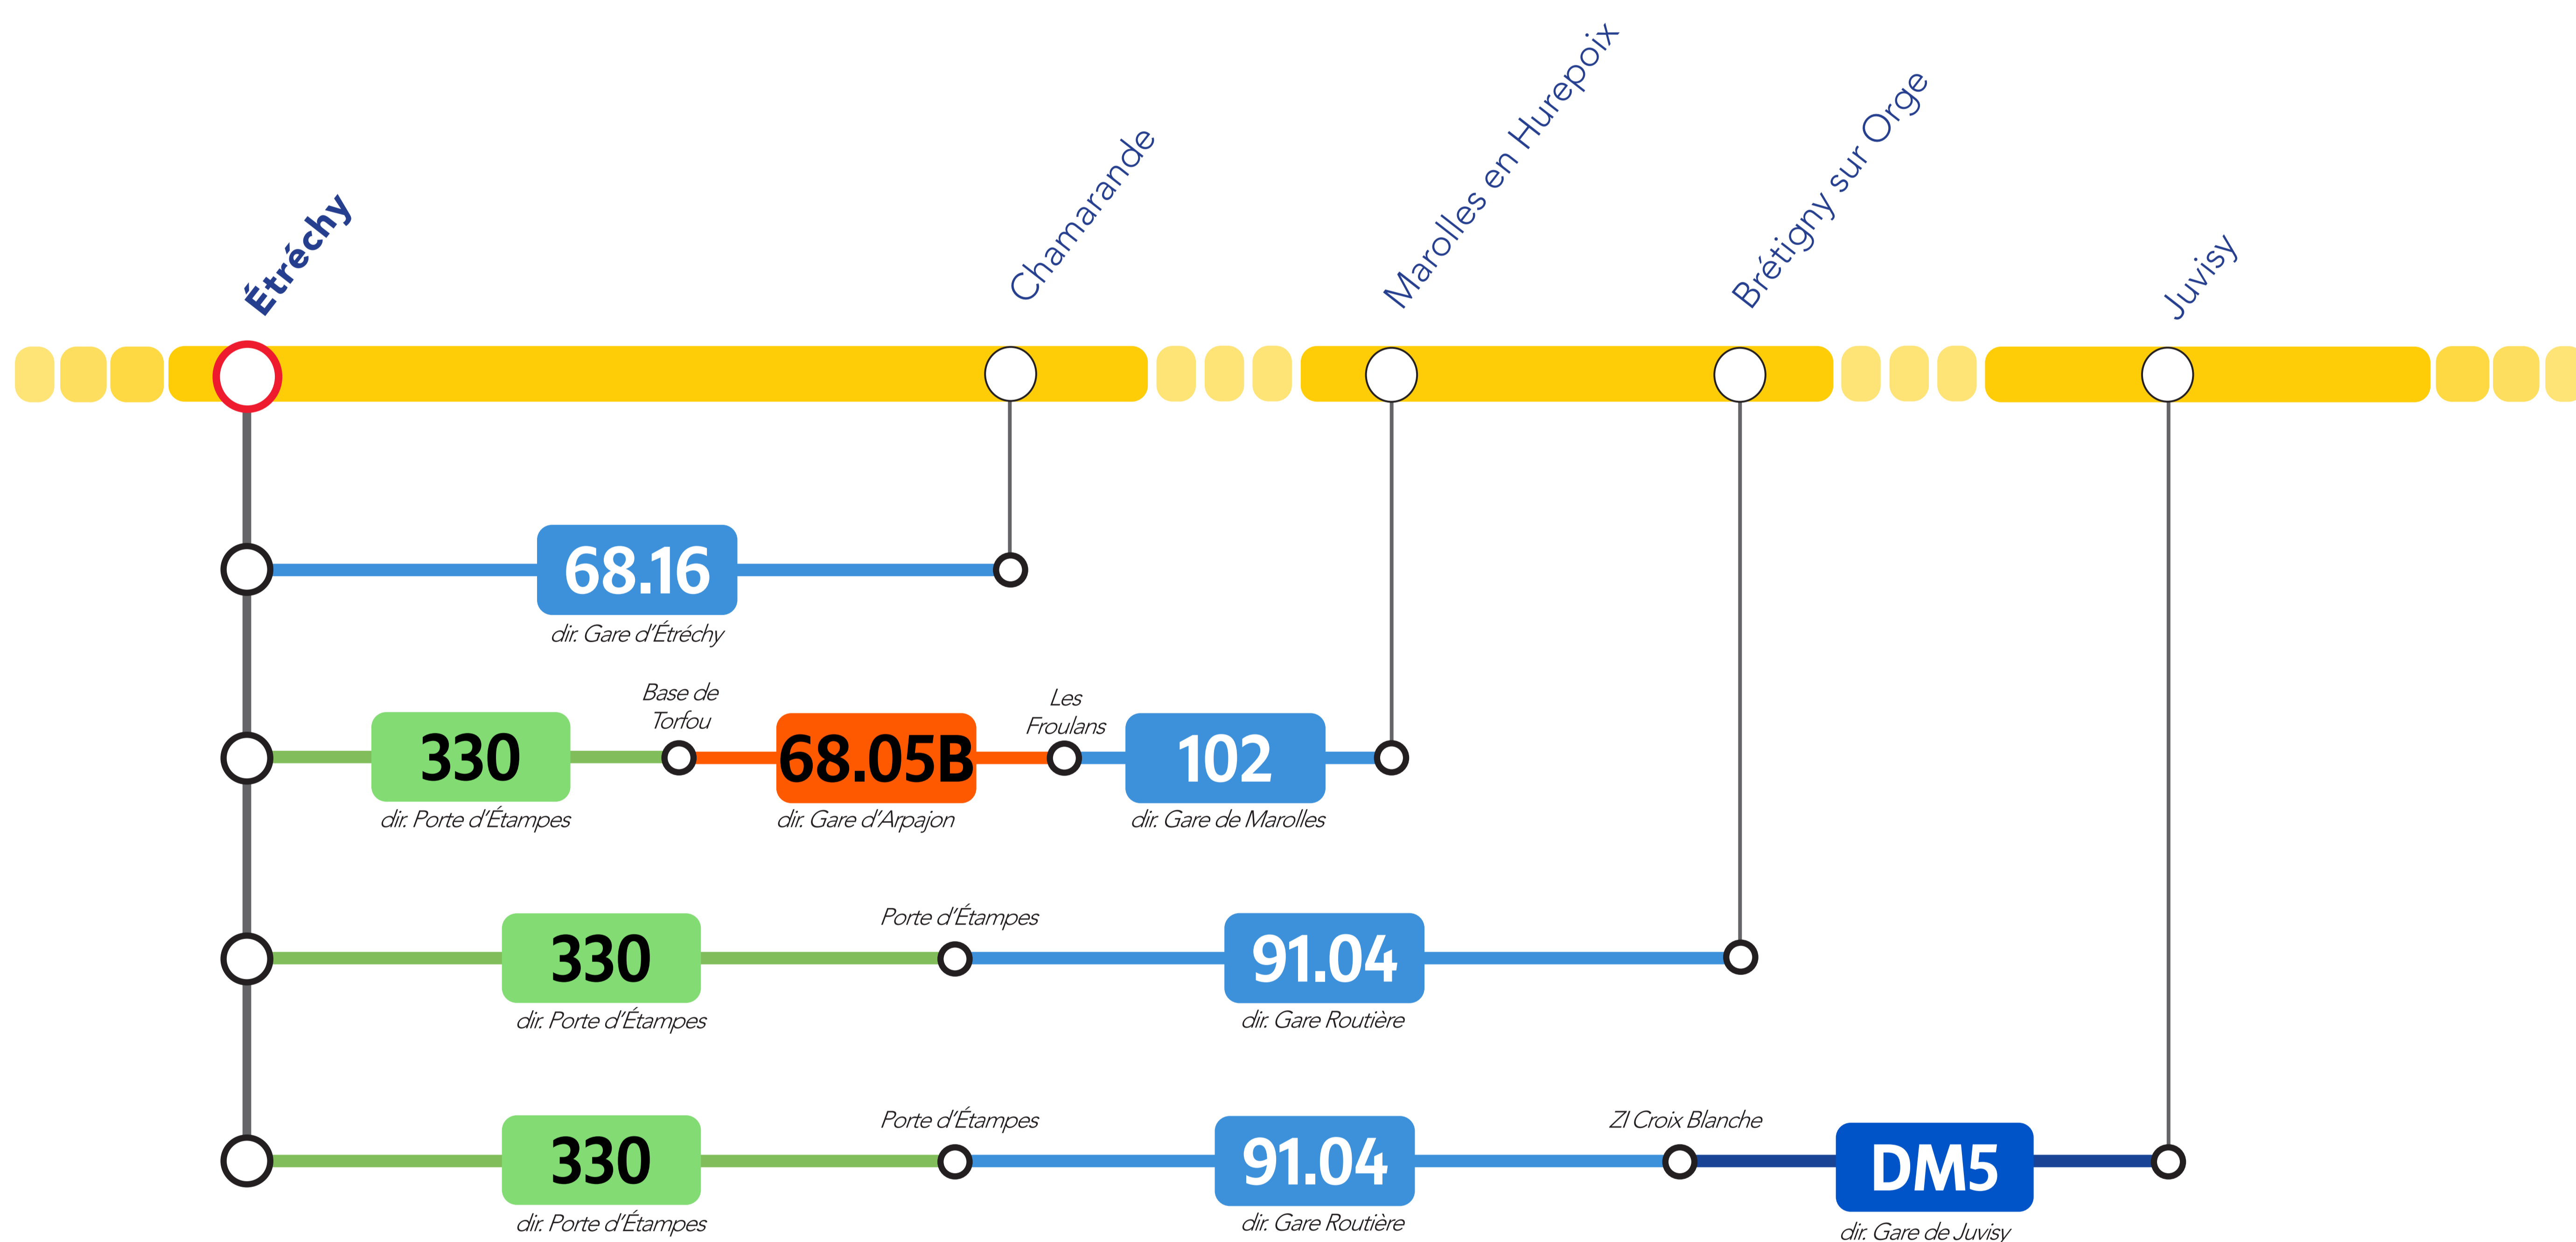 Étréchy
Chamarande
Marolles en Hurepoix
Brétigny sur Orge
Juvisy
68.16
dir. Gare d'Étréchy
330
dir. Porte d'Étampes
Base de
Torfou
68.05B
dir. Gare d'Arpajon
Les
Froulans
102
dir. Gare de Marolles
330
dir. Porte d'Étampes
Porte d'Étampes
91.04
dir. Gare Routière
330
dir. Porte d'Étampes
Porte d'Étampes
91.04
dir. Gare Routière
ZI Croix Blanche
DM5
dir. Gare de Juvisy